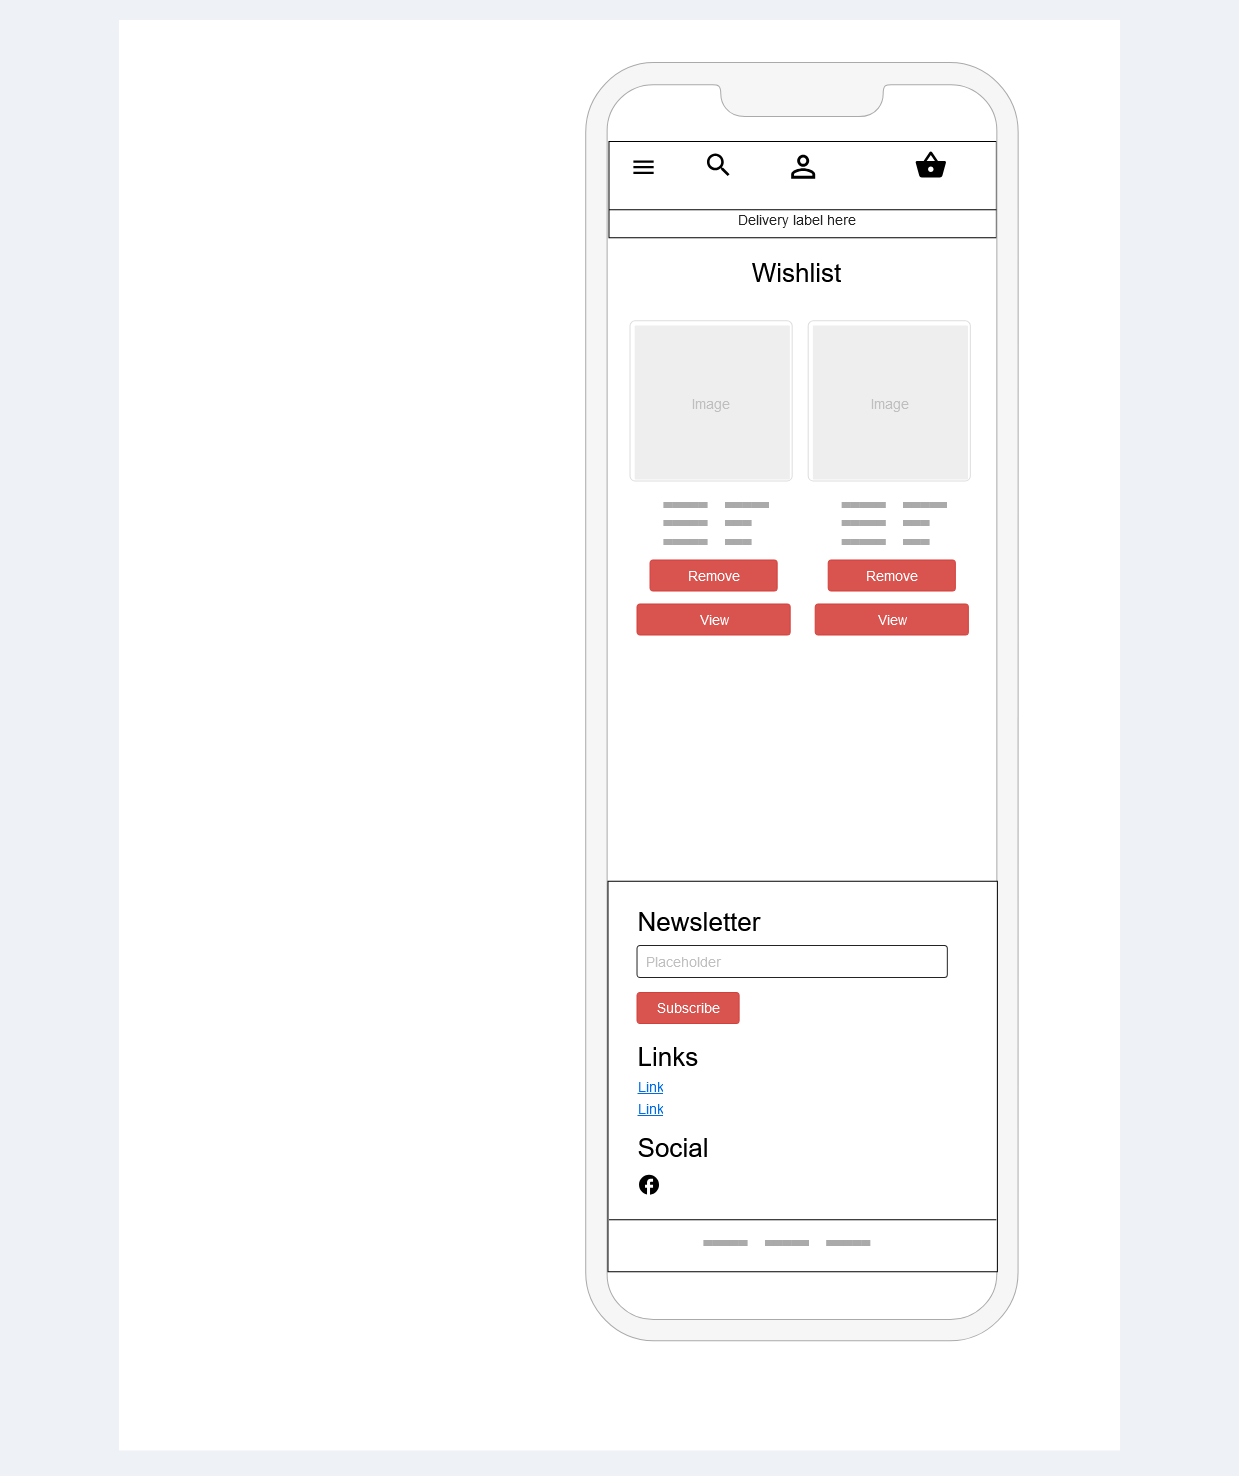 Delivery label here
Wishlist
Image Image
Remove Remove
View View
Newsletter
Placeholder
Subscribe
Links
Link
Link
Social